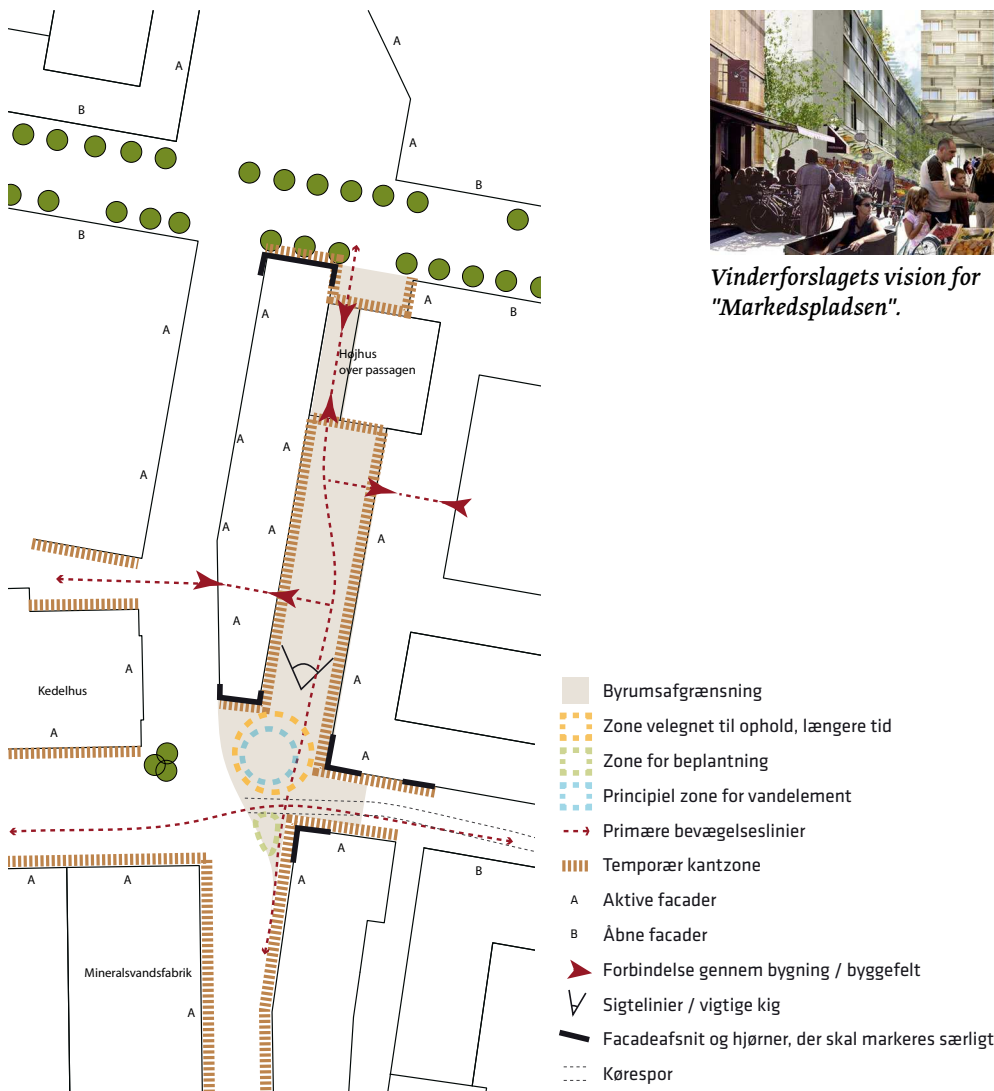 A
A
B
A
B
B
KAFE
Vinderforslagets vision for
"Markedspladsen".
A
B
A
A
Højhus
over passagen
A
A
A
A
A
A
A
A
Kedelhus
A
A
A
A
A
B
A
A
A
Mineralsvandsfabrik
A
Byrumsafgrænsning
Zone velegnet til ophold, længere tid
Zone for beplantning
Principiel zone for vandelement
Primære bevægelseslinier
Temporær kantzone
A Aktive facader
B Åbne facader
Forbindelse gennem bygning / byggefelt
Sigtelinier / vigtige kig
Facadeafsnit og hjørner, der skal markeres særligt
Kørespor